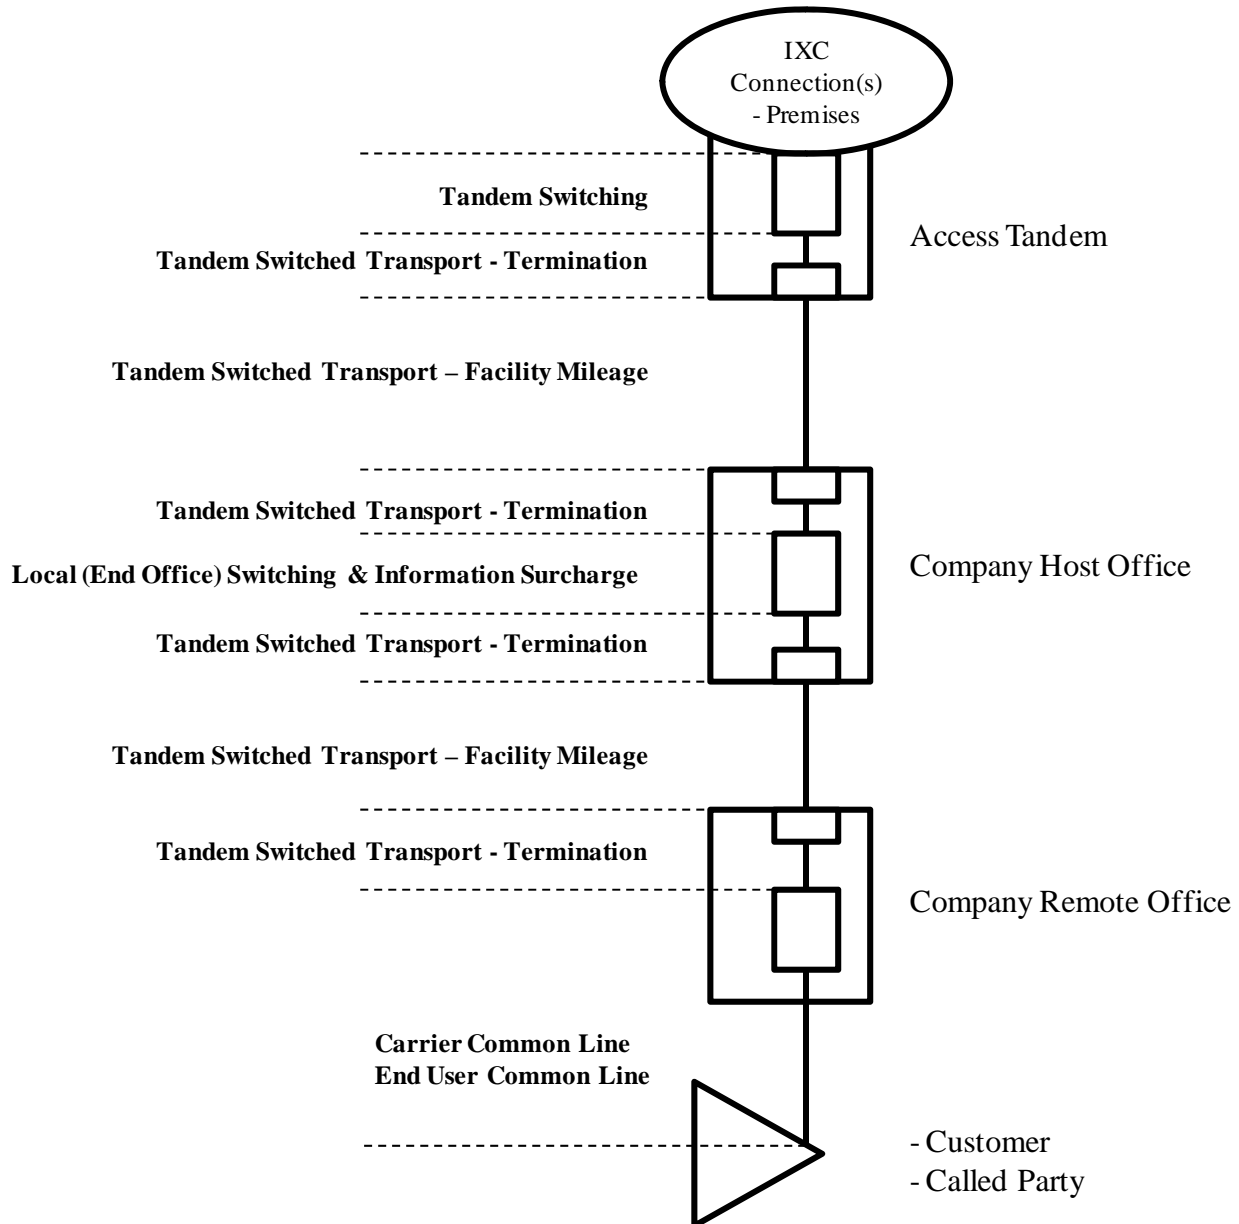 IXC
Connection(s)
- Premises
Tandem Switching
Access Tandem
Tandem Switched Transport - Termination
Tandem Switched Transport – Facility Mileage
Tandem Switched Transport - Termination
Company Host Office
Local (End Office) Switching & Information Surcharge
Tandem Switched Transport - Termination
Tandem Switched Transport – Facility Mileage
Tandem Switched Transport - Termination
Company Remote Office
Carrier Common Line
End User Common Line
- Customer
- Called Party